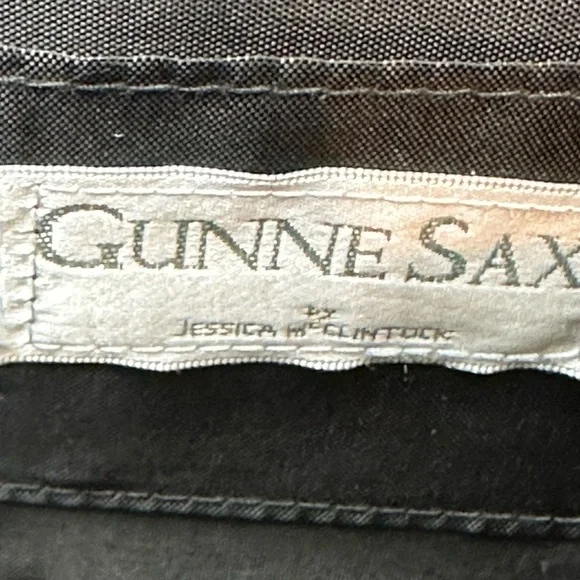 GUNNE SAX
BY
JESSICA McCLINTOCK